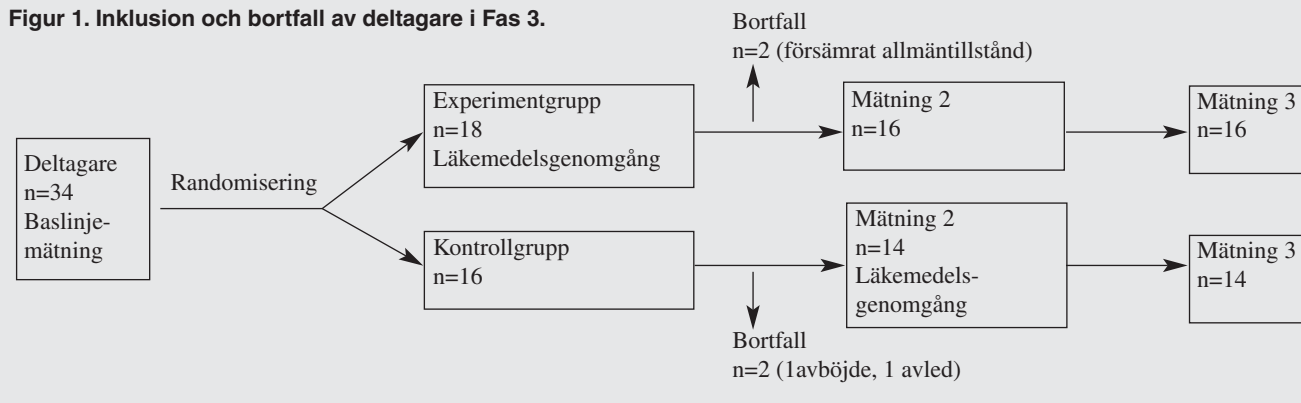 Figur 1. Inklusion och bortfall av deltagare i Fas 3.
Bortfall
n=2 (försämrat allmäntillstånd)
Deltagare
n=34
Baslinje-
mätning
Randomisering
Experimentgrupp
n=18
Läkemedelsgenomgång
Mätning 2
n=16
Mätning 3
n=16
Kontrollgrupp
n=16
Mätning 2
n=14
Läkemedels-
genomgång
Mätning 3
n=14
Bortfall
n=2 (1avböjde, 1 avled)